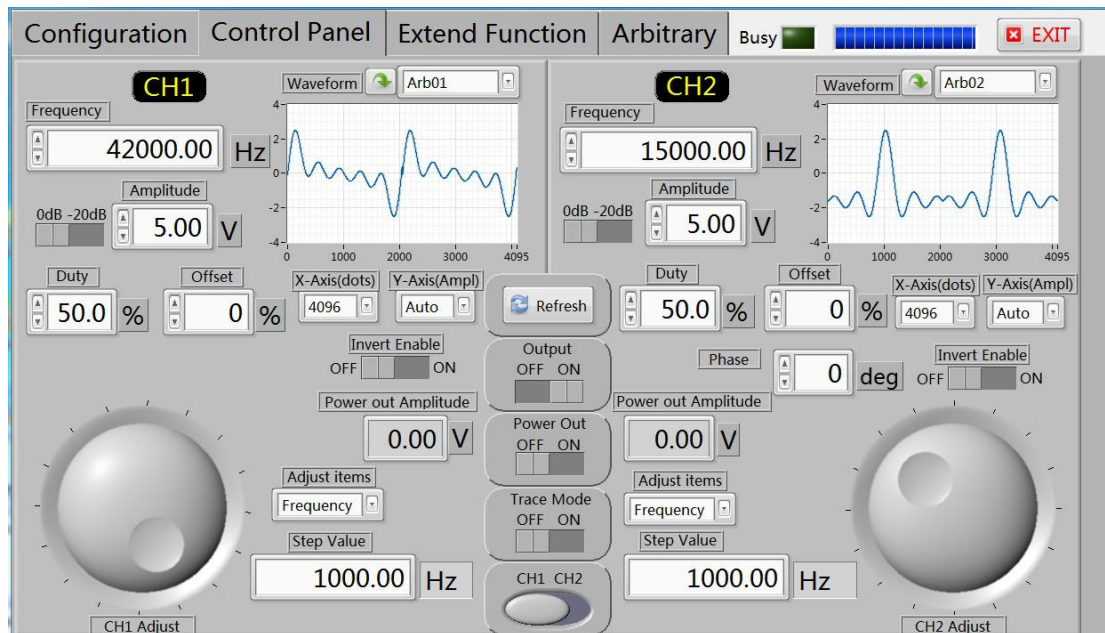 Configuration Control Panel Extend Function Arbitrary Busy EXIT
CH1
Waveform Arb01
Frequency
42000.00 Hz
Amplitude
0dB -20dB
5.00 V
4
2
0
-2
-4
0 1000 2000 3000 4095
Duty Offset X-Axis(dots) Y-Axis(Ampl)
50.0 % 0 % 4096 Auto
Invert Enable
OFF ON
Power out Amplitude
0.00 V
Adjust items
Frequency
Step Value
1000.00 Hz
CH1 Adjust
Refresh
Output
OFF ON
Power Out
OFF ON
Trace Mode
OFF ON
CH1 CH2
CH2
Waveform Arb02
Frequency
15000.00 Hz
Amplitude
0dB -20dB
5.00 V
4
2
0
-2
-4
0 1000 2000 3000 4095
Duty Offset X-Axis(dots) Y-Axis(Ampl)
50.0 % 0 % 4096 Auto
Phase 0 deg
Invert Enable
OFF ON
Power out Amplitude
0.00 V
Adjust items
Frequency
Step Value
1000.00 Hz
CH2 Adjust